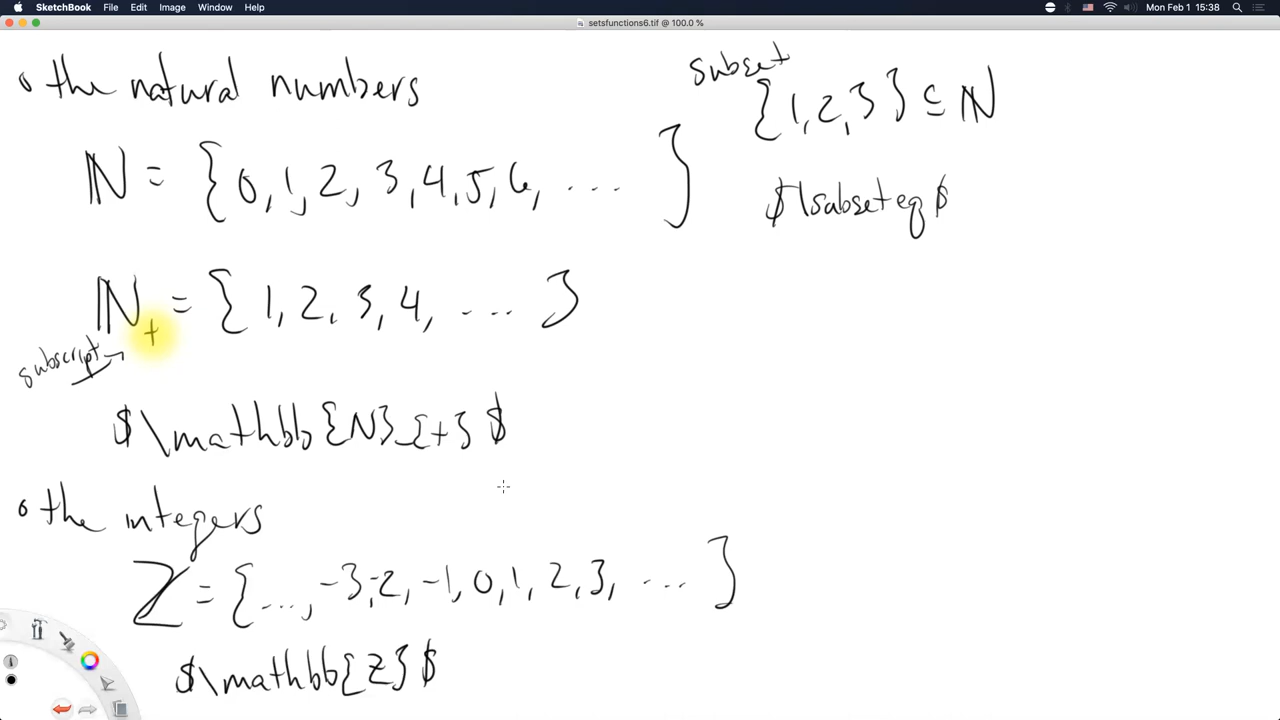 SketchBook File Edit Image Window Help Mon Feb 1 15:38
setsfunctions6.tif @ 100.0 %
• the natural numbers
ℕ = {0, 1, 2, 3, 4, 5, 6, ... }
ℕ₊ = {1, 2, 3, 4, .... }
subscript →
$\mathbb{N}_{+}$
• the integers
ℤ = {..., -3, -2, -1, 0, 1, 2, 3, ... }
$\mathbb{Z}$
subset
{1, 2, 3} ⊆ ℕ
$\subseteq$